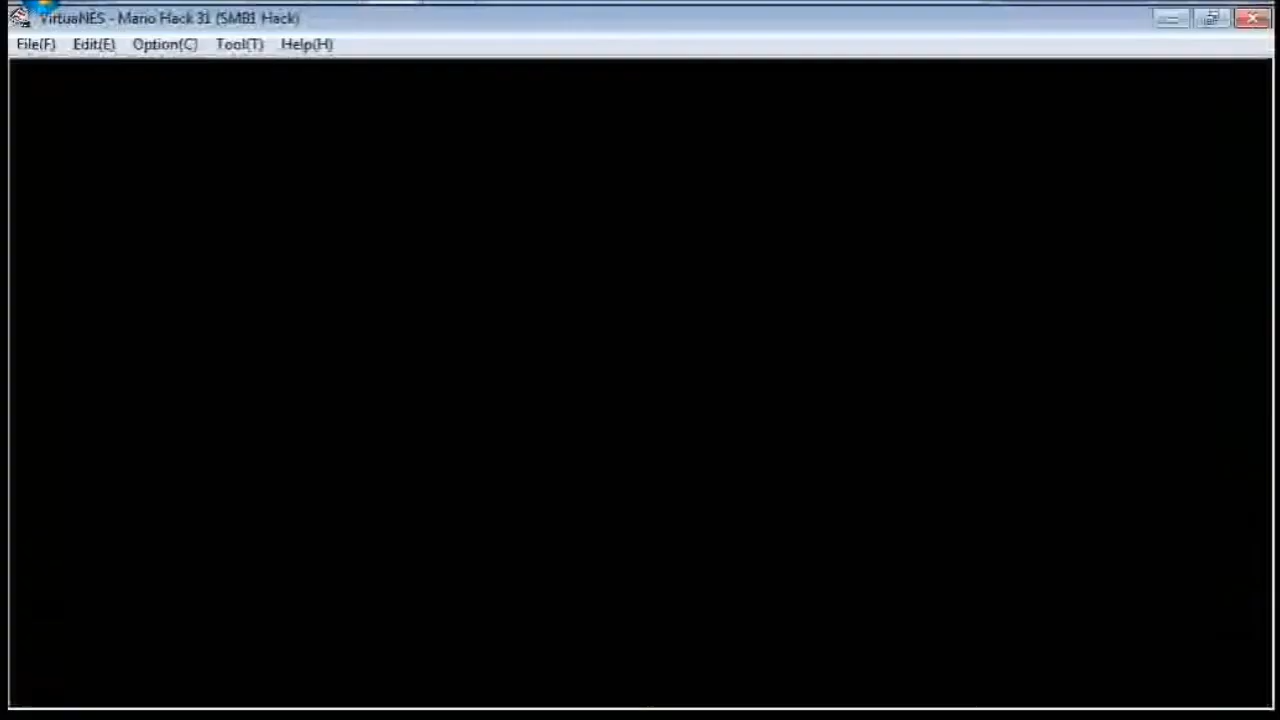 VirtuaNES - Mario Hack 31 (SMB1 Hack)
File(F) Edit(E) Option(C) Tool(T) Help(H)